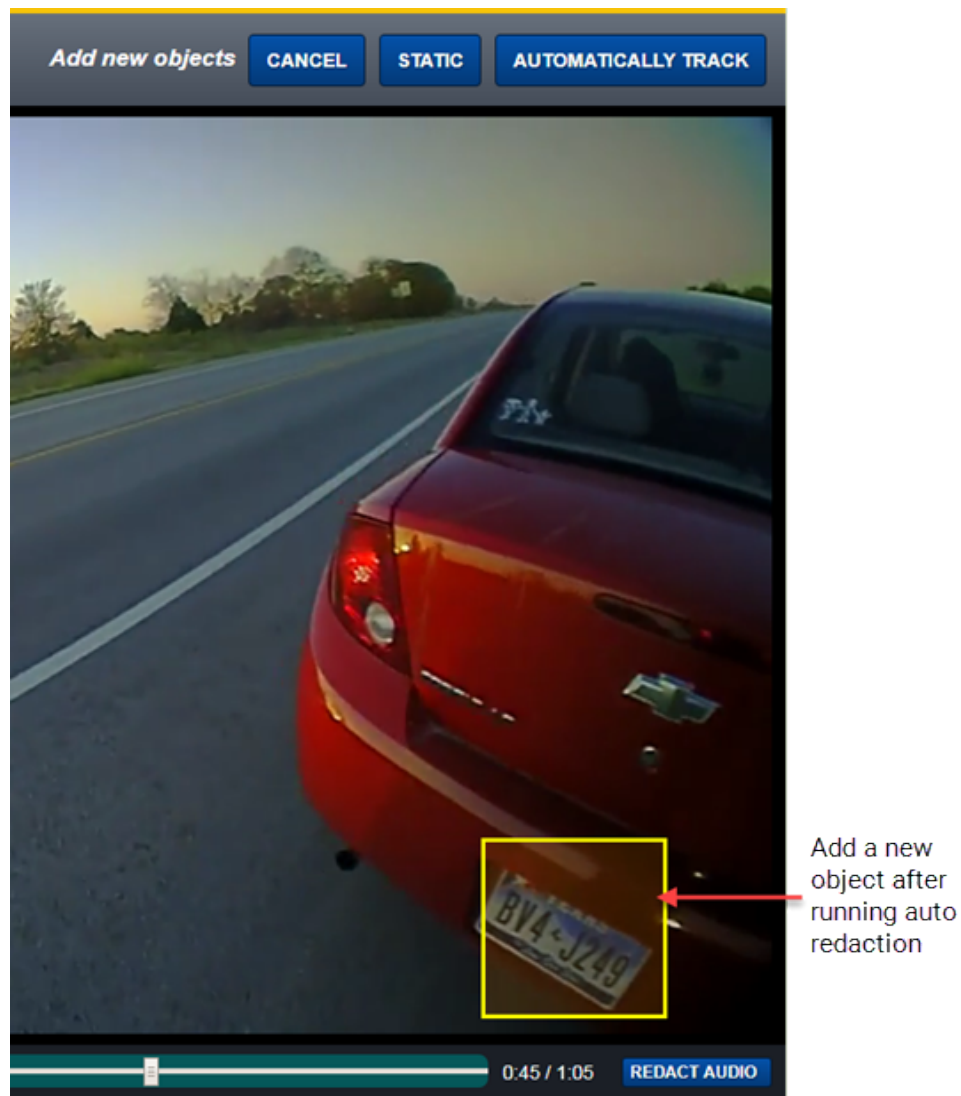 Add new objects CANCEL STATIC AUTOMATICALLY TRACK
BV4 J249
Add a new
object after
running auto
redaction
0:45 / 1:05 REDACT AUDIO